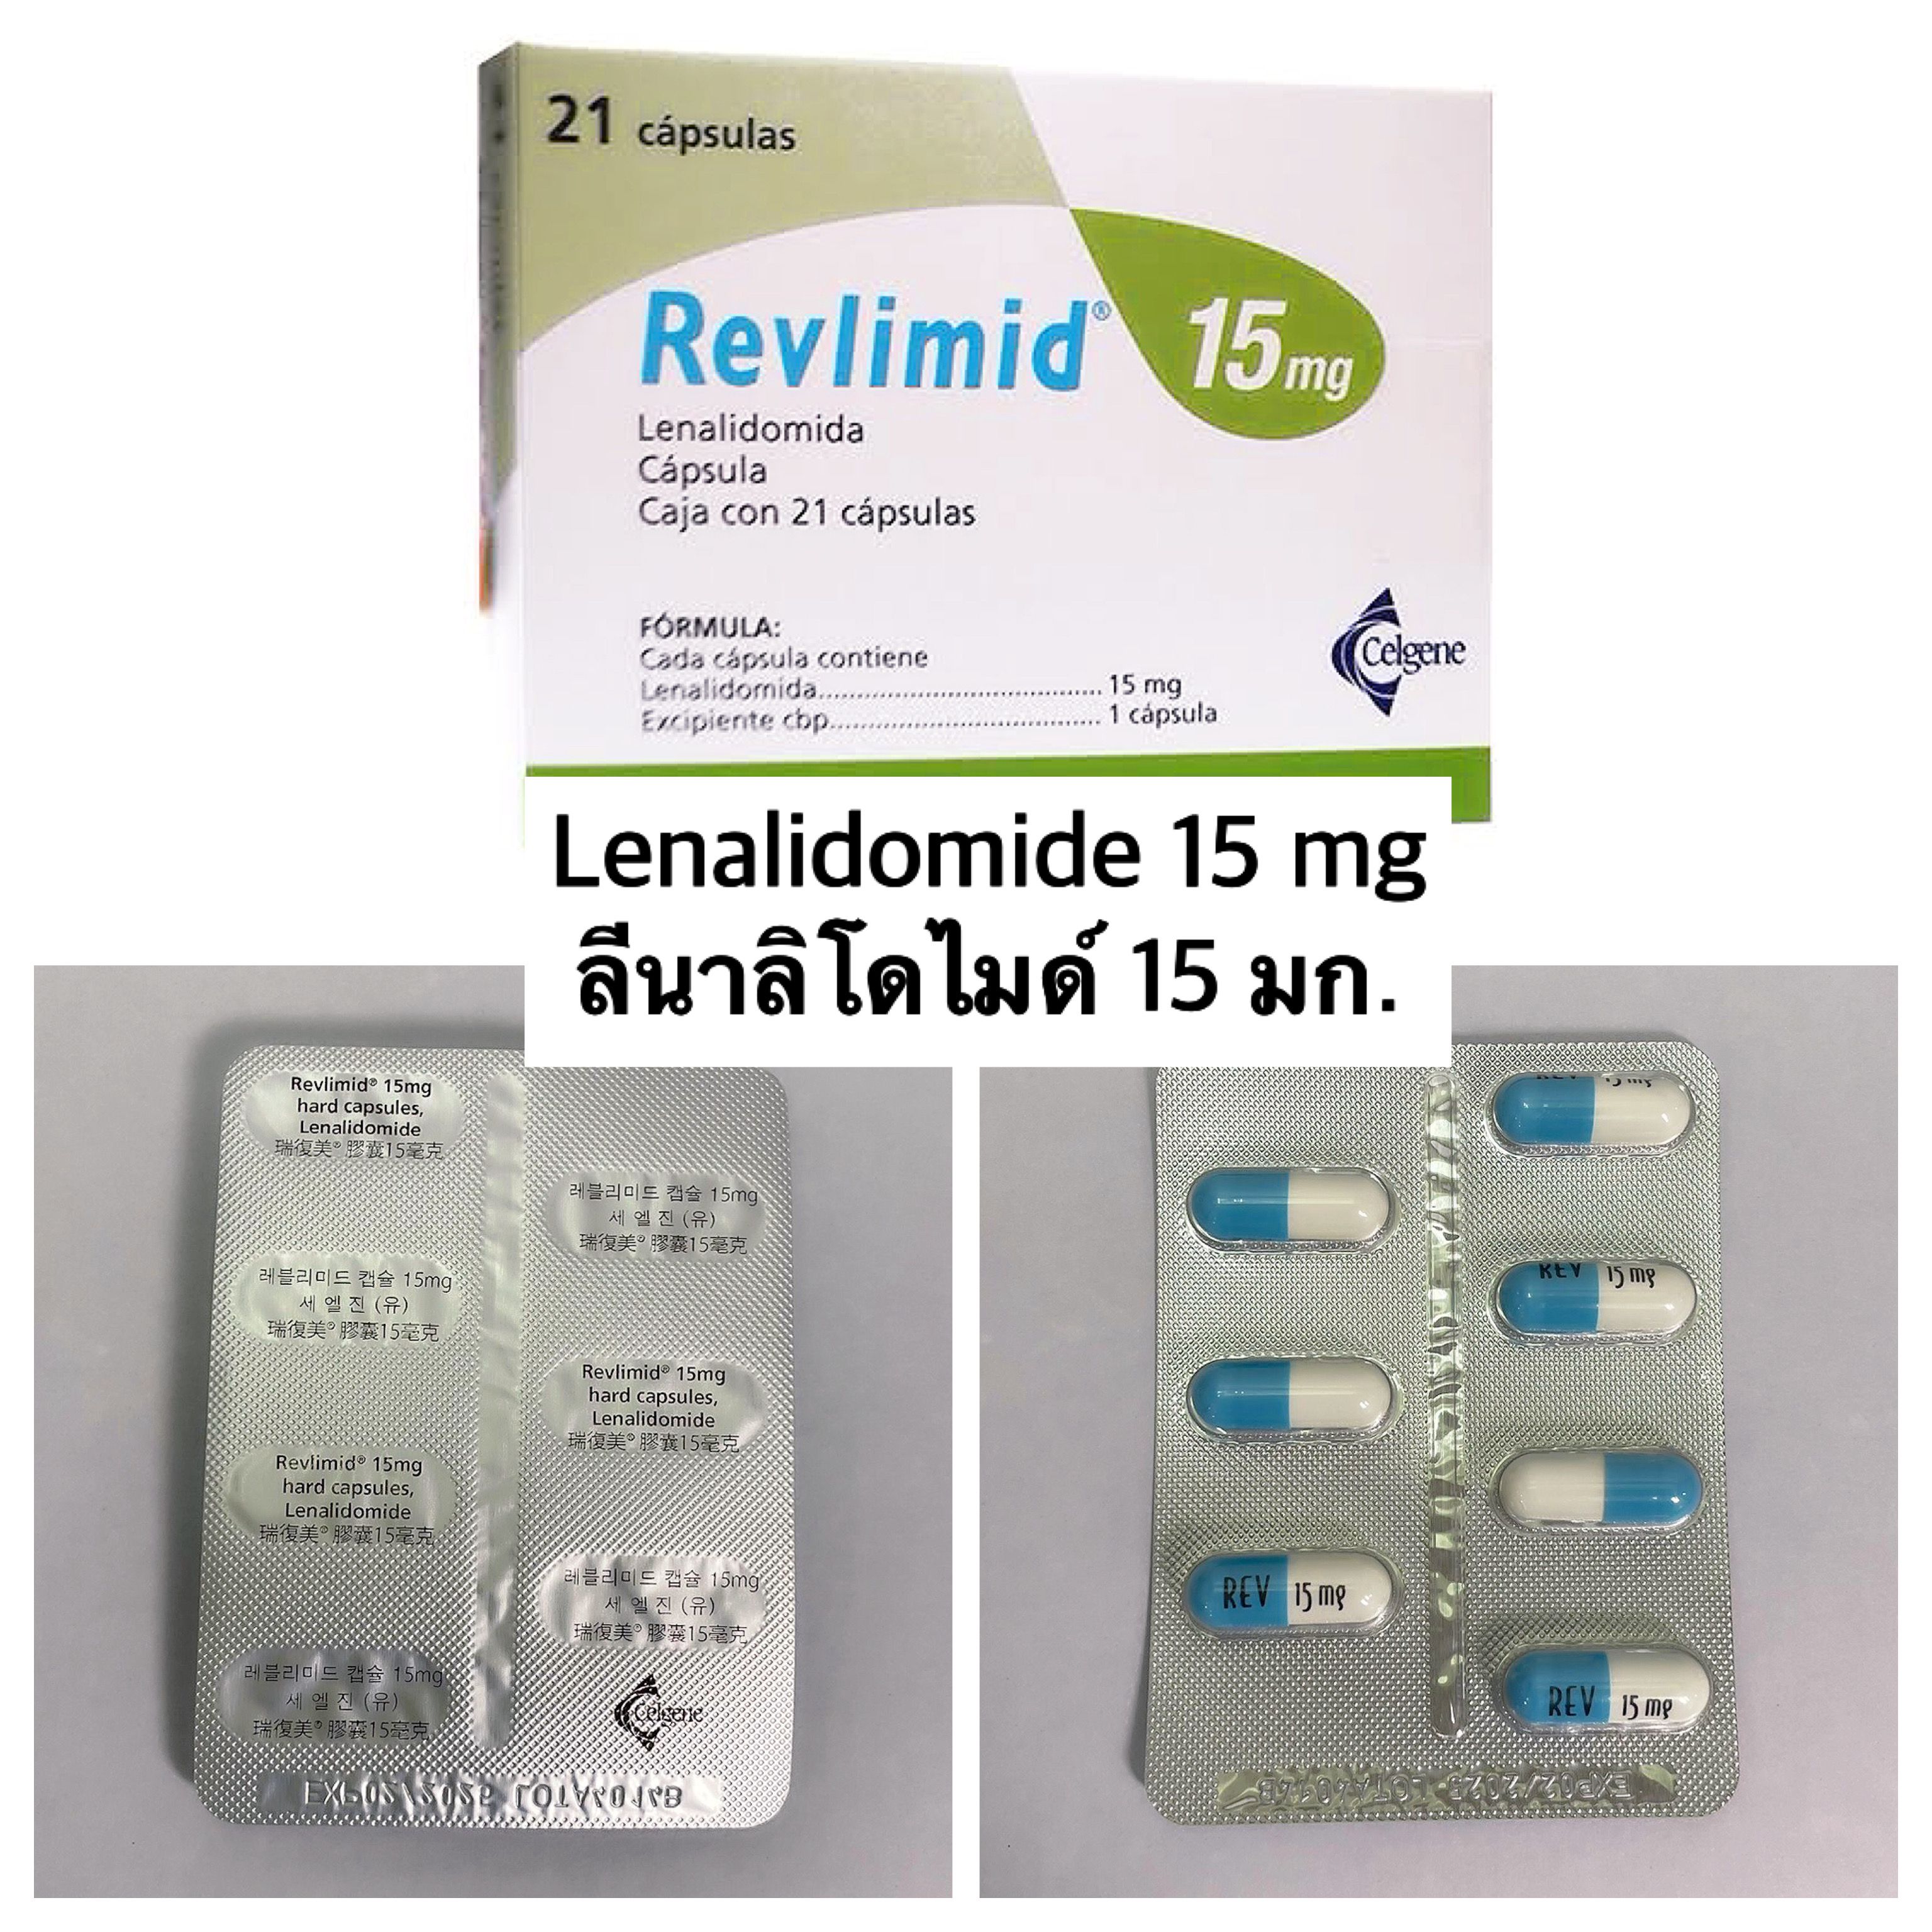 21 cápsulas
Revlimid® 15 mg
Lenalidomida
Cápsula
Caja con 21 cápsulas
FÓRMULA:
Cada cápsula contiene
Lenalidomida.................................... 15 mg
Excipiente cbp.................................. 1 cápsula
Celgene
Lenalidomide 15 mg
ลีนาลิโดไมด์ 15 มก.
Revlimid® 15mg
hard capsules,
Lenalidomide
瑞復美® 膠囊15毫克
레블리미드 캡슐 15mg
세 엘 진 (유)
瑞復美® 膠囊15毫克
레블리미드 캡슐 15mg
세 엘 진 (유)
瑞復美® 膠囊15毫克
Revlimid® 15mg
hard capsules,
Lenalidomide
瑞復美® 膠囊15毫克
Revlimid® 15mg
hard capsules,
Lenalidomide
瑞復美® 膠囊15毫克
레블리미드 캡슐 15mg
세 엘 진 (유)
瑞復美® 膠囊15毫克
레블리미드 캡슐 15mg
세 엘 진 (유)
瑞復美® 膠囊15毫克
Celgene
REV 15 mg
REV 15 mg
REV 15 mg
REV 15 mg